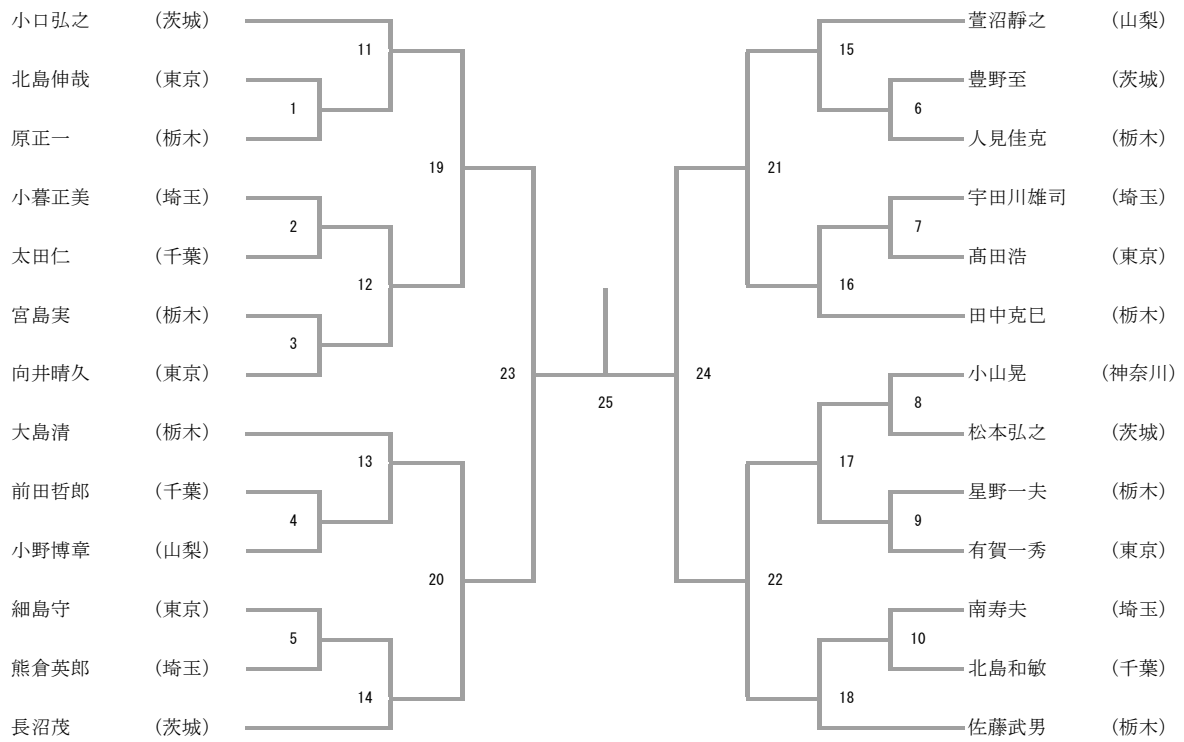 小口弘之 (茨城)
11
北島伸哉 (東京)
1
原正一 (栃木)
19
小暮正美 (埼玉)
2
太田仁 (千葉)
12
宮島実 (栃木)
3
向井晴久 (東京)
23
大島清 (栃木)
13
前田哲郎 (千葉)
4
小野博章 (山梨)
20
細島守 (東京)
5
熊倉英郎 (埼玉)
14
長沼茂 (茨城)
25
萱沼靜之 (山梨)
15
豊野至 (茨城)
6
人見佳克 (栃木)
21
宇田川雄司 (埼玉)
7
髙田浩 (東京)
16
田中克巳 (栃木)
24
小山晃 (神奈川)
8
松本弘之 (茨城)
17
星野一夫 (栃木)
9
有賀一秀 (東京)
22
南寿夫 (埼玉)
10
北島和敏 (千葉)
18
佐藤武男 (栃木)